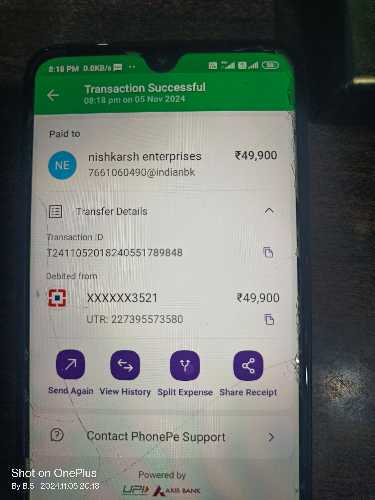 8:18 PM 0.0KB/s
56
Transaction Successful
08:18 pm on 05 Nov 2024
Paid to
NE
nishkarsh enterprises ₹49,900
7661060490@indianbk
Transfer Details
Transaction ID
T2411052018240551789848
Debited from
XXXXXX3521 ₹49,900
UTR: 227395573580
Send Again View History Split Expense Share Receipt
Contact PhonePe Support
Powered by
UPI AXIS BANK
Shot on OnePlus
By B.S 2024.11.05 20:18